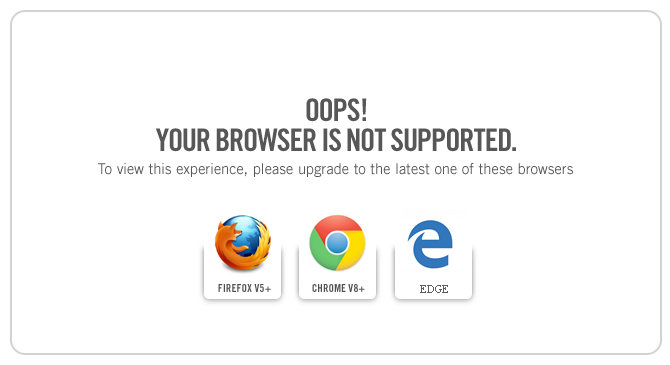 OOPS!
YOUR BROWSER IS NOT SUPPORTED.
To view this experience, please upgrade to the latest one of these browsers
FIREFOX V5+
CHROME V8+
EDGE